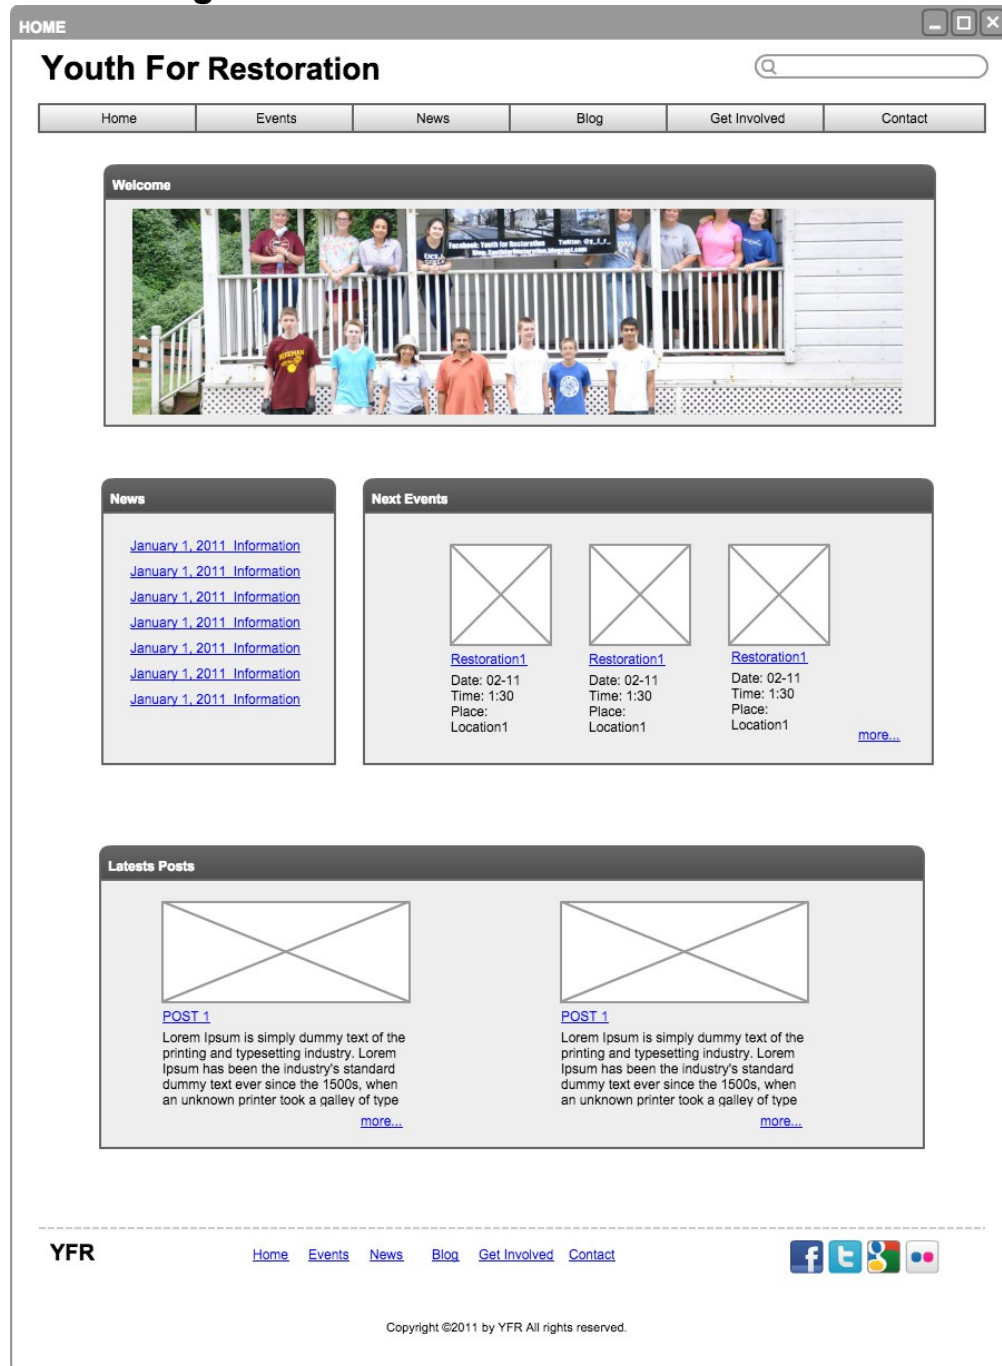 HOME
Youth For Restoration
Home Events News Blog Get Involved Contact
Welcome
Facebook: Youth for Restoration Twitter: @y_f_r_
UCLA
News
January 1, 2011 Information
January 1, 2011 Information
January 1, 2011 Information
January 1, 2011 Information
January 1, 2011 Information
January 1, 2011 Information
January 1, 2011 Information
Next Events
Restoration1 Restoration1 Restoration1
Date: 02-11 Date: 02-11 Date: 02-11
Time: 1:30 Time: 1:30 Time: 1:30
Place: Place: Place:
Location1 Location1 Location1
more...
Latests Posts
POST 1
Lorem Ipsum is simply dummy text of the
printing and typesetting industry. Lorem
Ipsum has been the industry's standard
dummy text ever since the 1500s, when
an unknown printer took a galley of type
more...
POST 1
Lorem Ipsum is simply dummy text of the
printing and typesetting industry. Lorem
Ipsum has been the industry's standard
dummy text ever since the 1500s, when
an unknown printer took a galley of type
more...
YFR
Home Events News Blog Get Involved Contact
Copyright ©2011 by YFR All rights reserved.